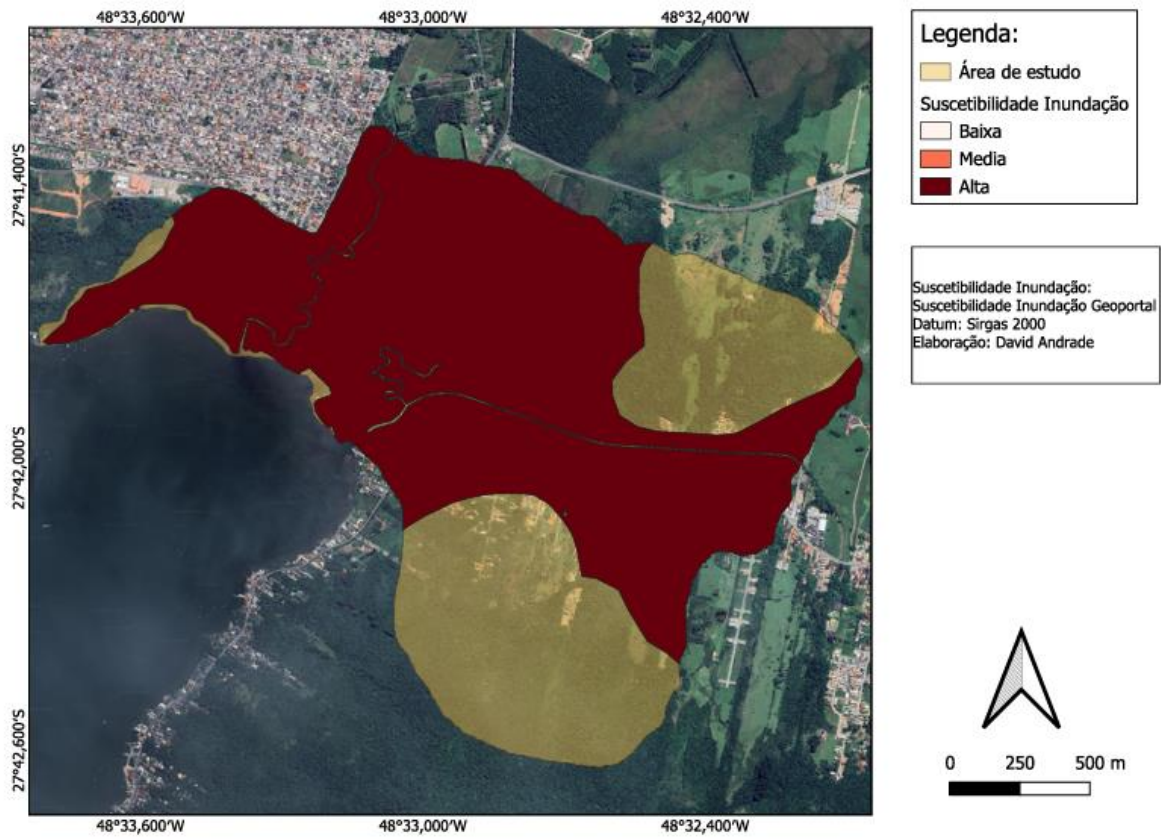 48°33,600'W 48°33,000'W 48°32,400'W
27°41,400'S
27°42,000'S
27°42,600'S
48°33,600'W 48°33,000'W 48°32,400'W
Legenda:
Área de estudo
Suscetibilidade Inundação
Baixa
Media
Alta
Suscetibilidade Inundação:
Suscetibilidade Inundação Geoportal
Datum: Sirgas 2000
Elaboração: David Andrade
0 250 500 m